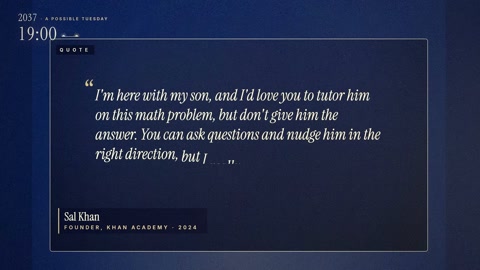 2037 · A POSSIBLE TUESDAY
19:00
QUOTE
“I'm here with my son, and I'd love you to tutor him
on this math problem, but don't give him the
answer. You can ask questions and nudge him in the
right direction, but I "
Sal Khan
FOUNDER, KHAN ACADEMY · 2024